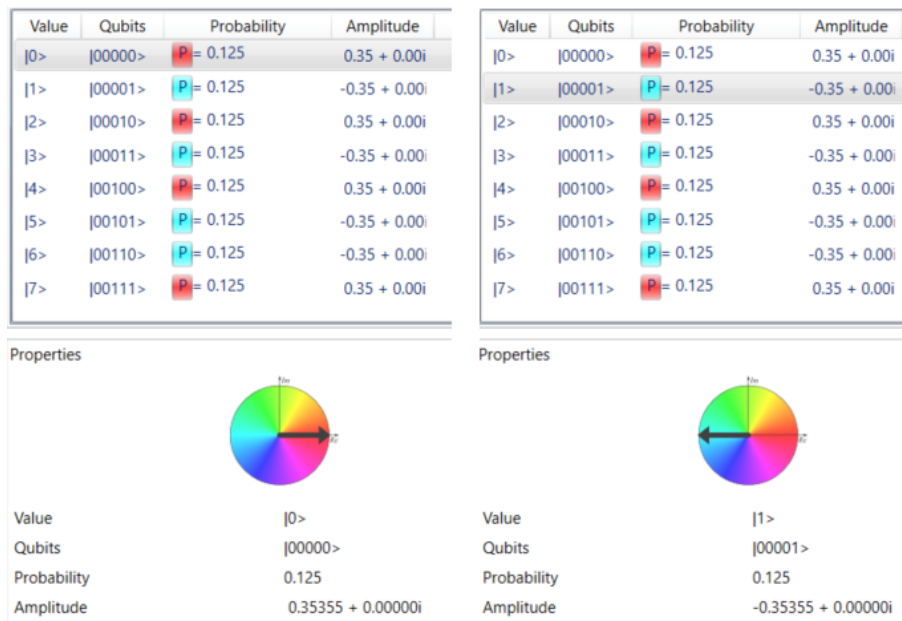 Value Qubits Probability Amplitude
|0> |00000> P = 0.125 0.35 + 0.00i
|1> |00001> P = 0.125 -0.35 + 0.00i
|2> |00010> P = 0.125 0.35 + 0.00i
|3> |00011> P = 0.125 -0.35 + 0.00i
|4> |00100> P = 0.125 0.35 + 0.00i
|5> |00101> P = 0.125 -0.35 + 0.00i
|6> |00110> P = 0.125 -0.35 + 0.00i
|7> |00111> P = 0.125 0.35 + 0.00i
Properties
Im
Re
Value |0>
Qubits |00000>
Probability 0.125
Amplitude 0.35355 + 0.00000i
Value Qubits Probability Amplitude
|0> |00000> P = 0.125 0.35 + 0.00i
|1> |00001> P = 0.125 -0.35 + 0.00i
|2> |00010> P = 0.125 0.35 + 0.00i
|3> |00011> P = 0.125 -0.35 + 0.00i
|4> |00100> P = 0.125 0.35 + 0.00i
|5> |00101> P = 0.125 -0.35 + 0.00i
|6> |00110> P = 0.125 -0.35 + 0.00i
|7> |00111> P = 0.125 0.35 + 0.00i
Properties
Im
Re
Value |1>
Qubits |00001>
Probability 0.125
Amplitude -0.35355 + 0.00000i